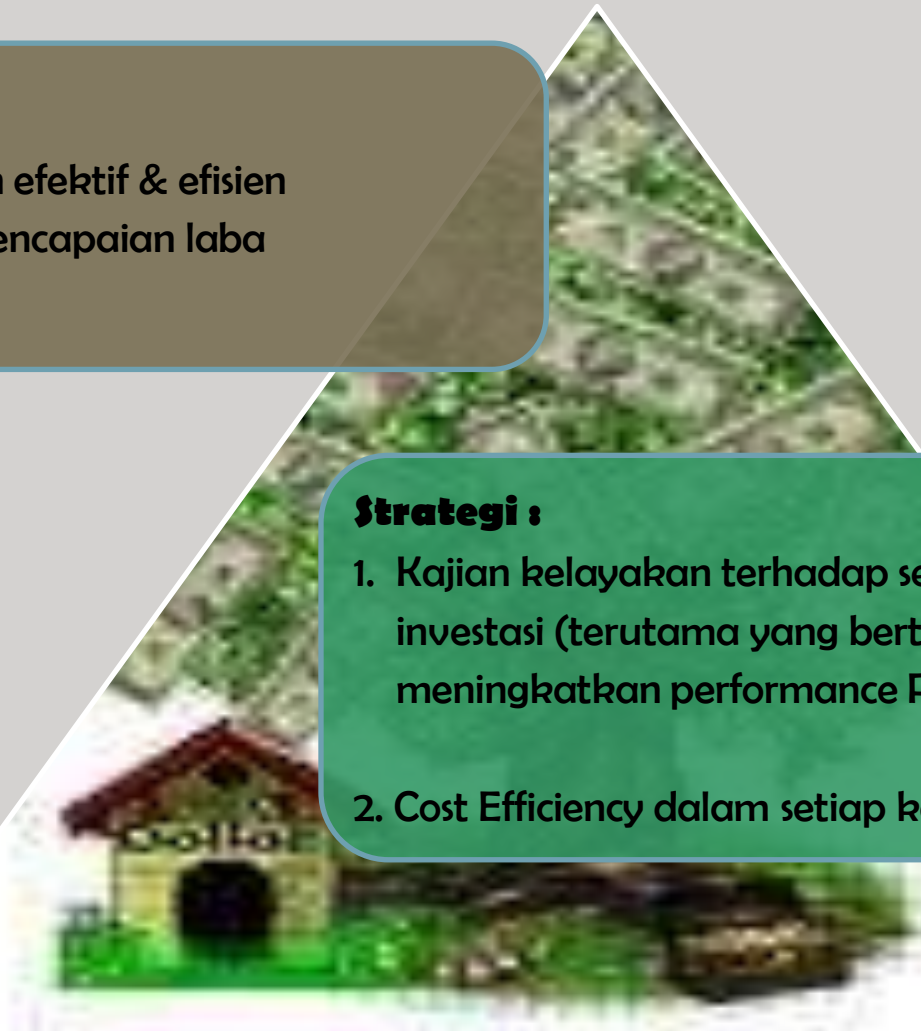 efektif & efisien
encapaian laba
Strategi :
1. Kajian kelayakan terhadap se
investasi (terutama yang bert
meningkatkan performance P
2. Cost Efficiency dalam setiap k
Dollar